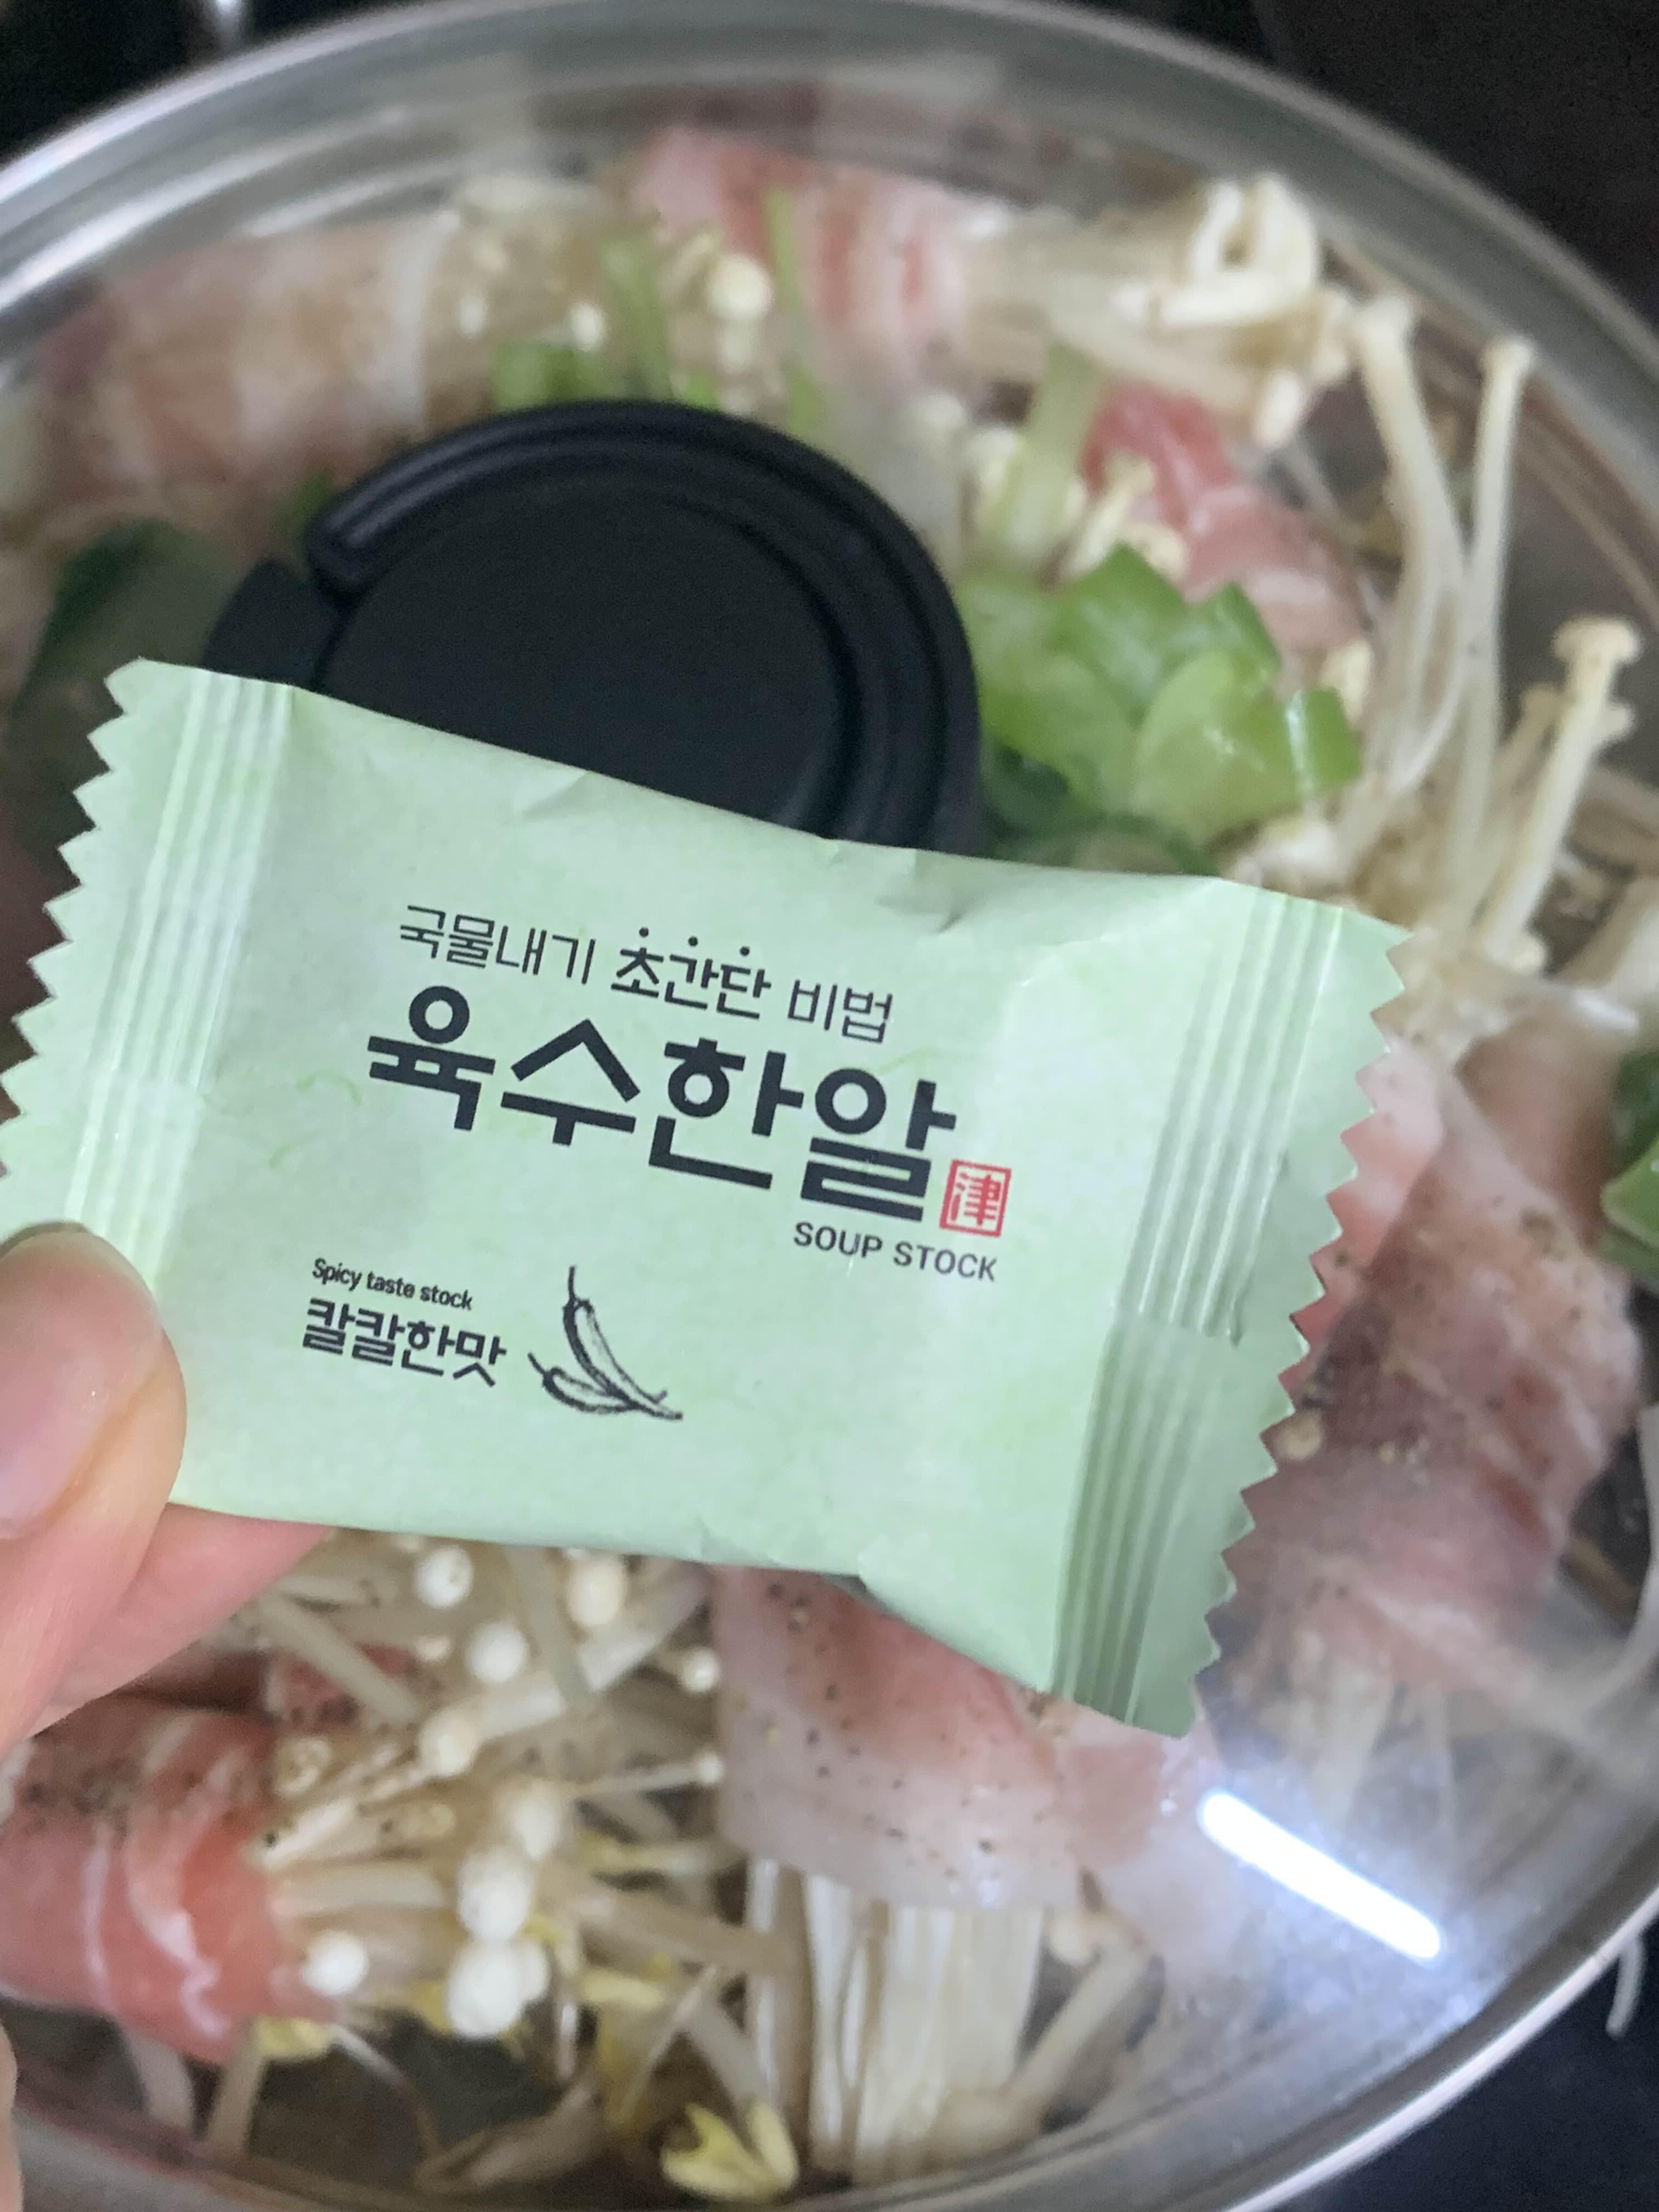 국물내기 초간단 비법
육수한알
津
SOUP STOCK
Spicy taste stock
칼칼한맛